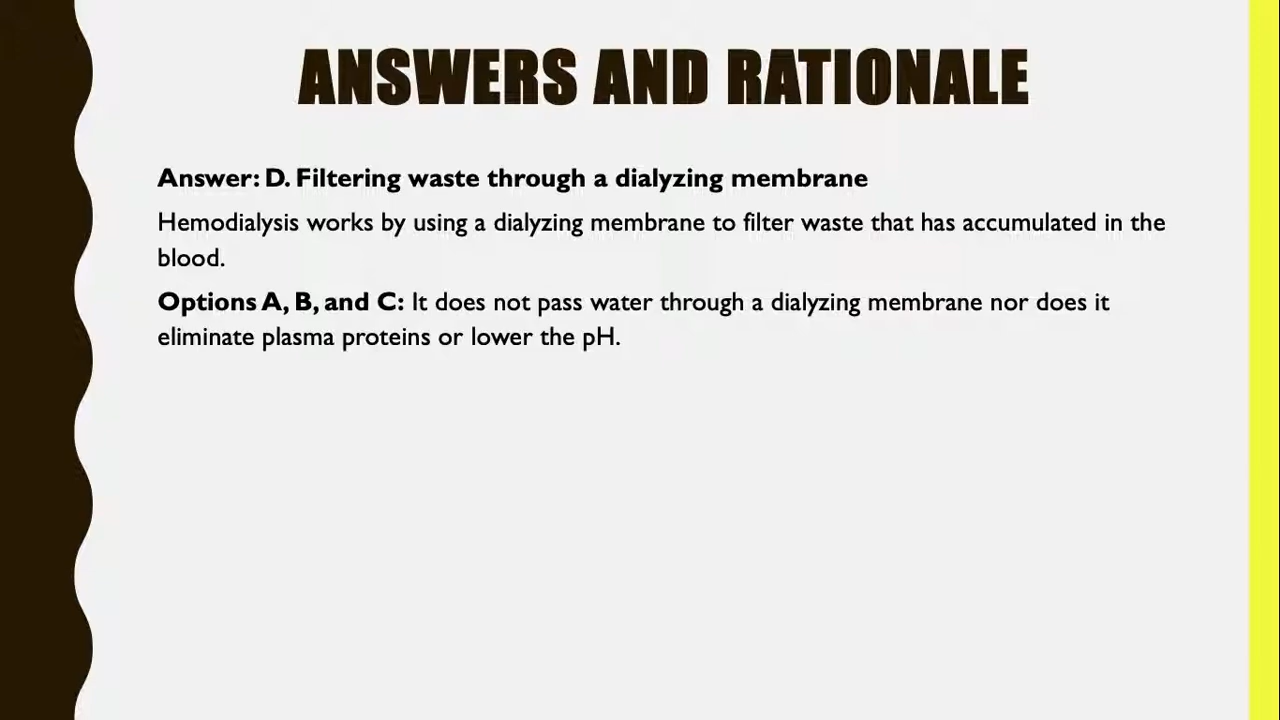 ANSWERS AND RATIONALE
Answer: D. Filtering waste through a dialyzing membrane
Hemodialysis works by using a dialyzing membrane to filter waste that has accumulated in the
blood.
Options A, B, and C: It does not pass water through a dialyzing membrane nor does it
eliminate plasma proteins or lower the pH.